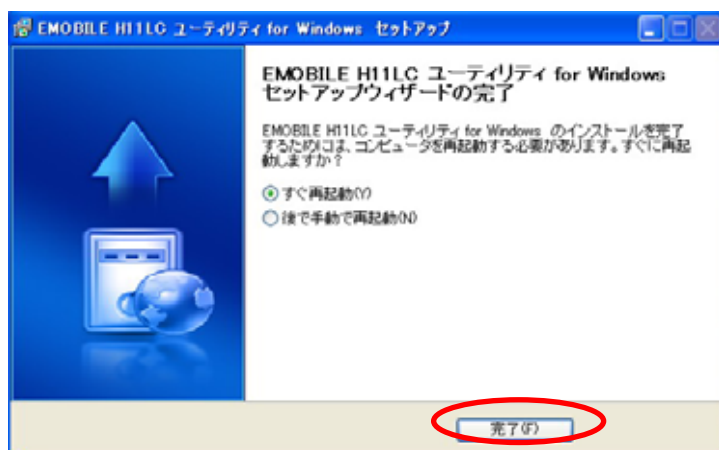 EMOBILE H11LC ユーティリティ for Windows セットアップ
EMOBILE H11LC ユーティリティ for Windows
セットアップウィザードの完了
EMOBILE H11LC ユーティリティ for Windows のインストールを完了
するためには、コンピュータを再起動する必要があります。すぐに再起
動しますか？
すぐ再起動(Y)
後で手動で再起動(N)
完了(F)